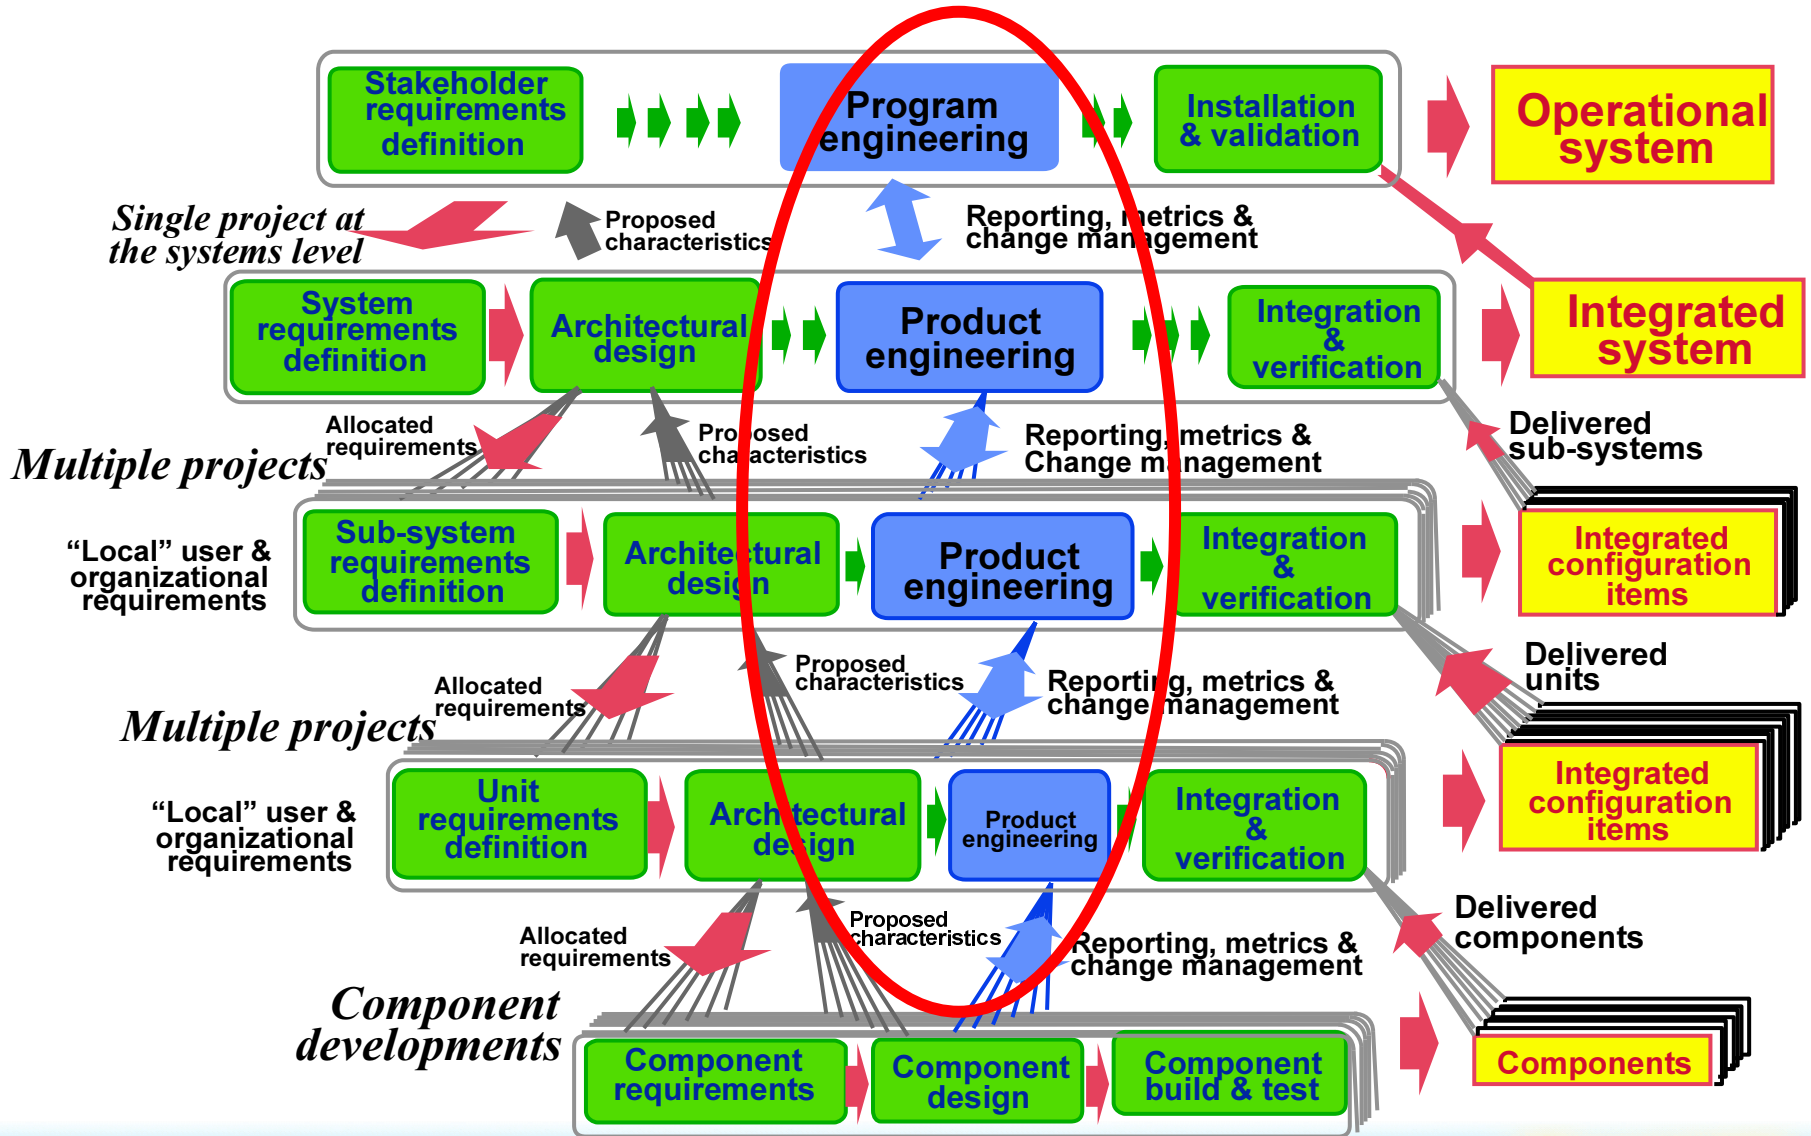 Stakeholder
requirements
definition
Program
engineering
Installation
& validation
Operational
system
Single project at
the systems level
Proposed
characteristics
Reporting, metrics &
change management
System
requirements
definition
Architectural
design
Product
engineering
Integration
&
verification
Integrated
system
Allocated
requirements
Proposed
characteristics
Reporting, metrics &
Change management
Delivered
sub-systems
Multiple projects
“Local” user &
organizational
requirements
Sub-system
requirements
definition
Architectural
design
Product
engineering
Integration
&
verification
Integrated
configuration
items
Allocated
requirements
Proposed
characteristics
Reporting, metrics &
change management
Delivered
units
Multiple projects
“Local” user &
organizational
requirements
Unit
requirements
definition
Architectural
design
Product
engineering
Integration
&
verification
Integrated
configuration
items
Allocated
requirements
Proposed
characteristics
Reporting, metrics &
change management
Delivered
components
Component
developments
Component
requirements
Component
design
Component
build & test
Components